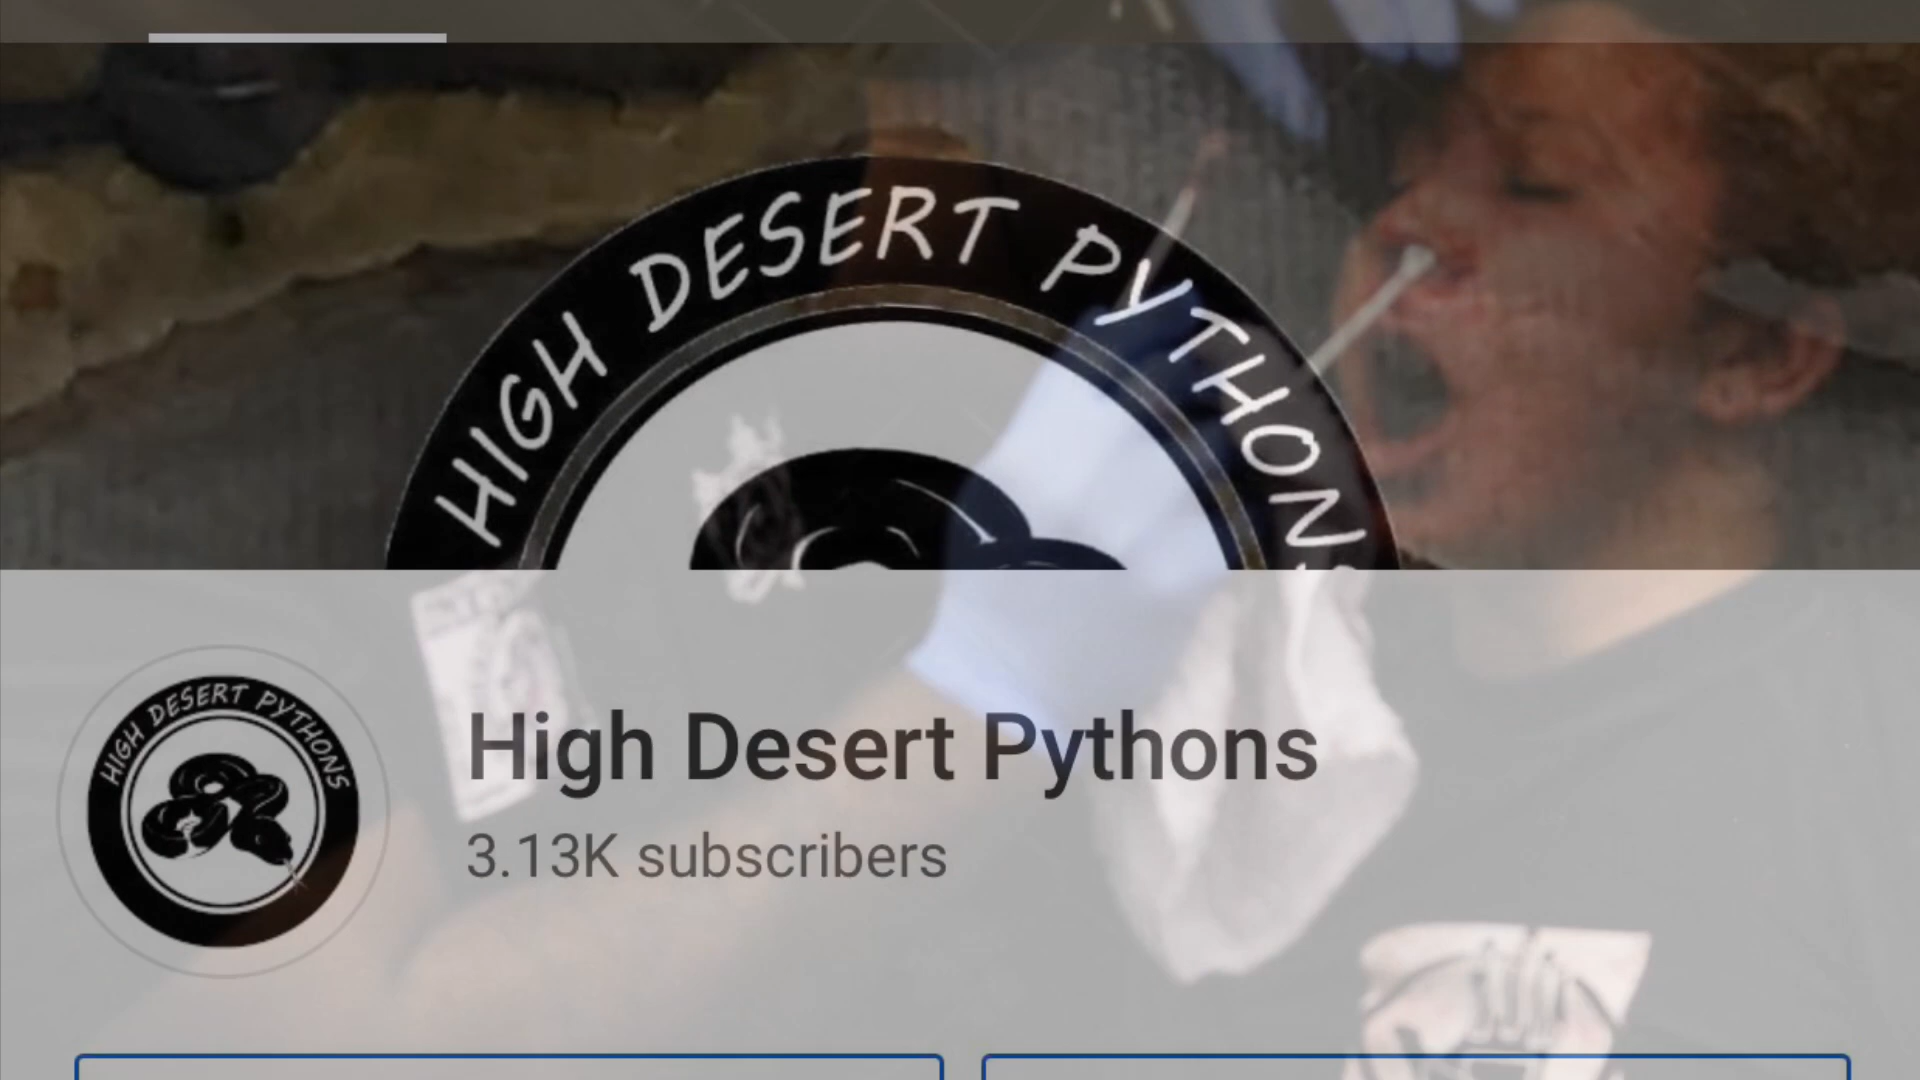 HIGH DESERT PYTHONS
HIGH DESERT PYTHONS
High Desert Pythons
3.13K subscribers